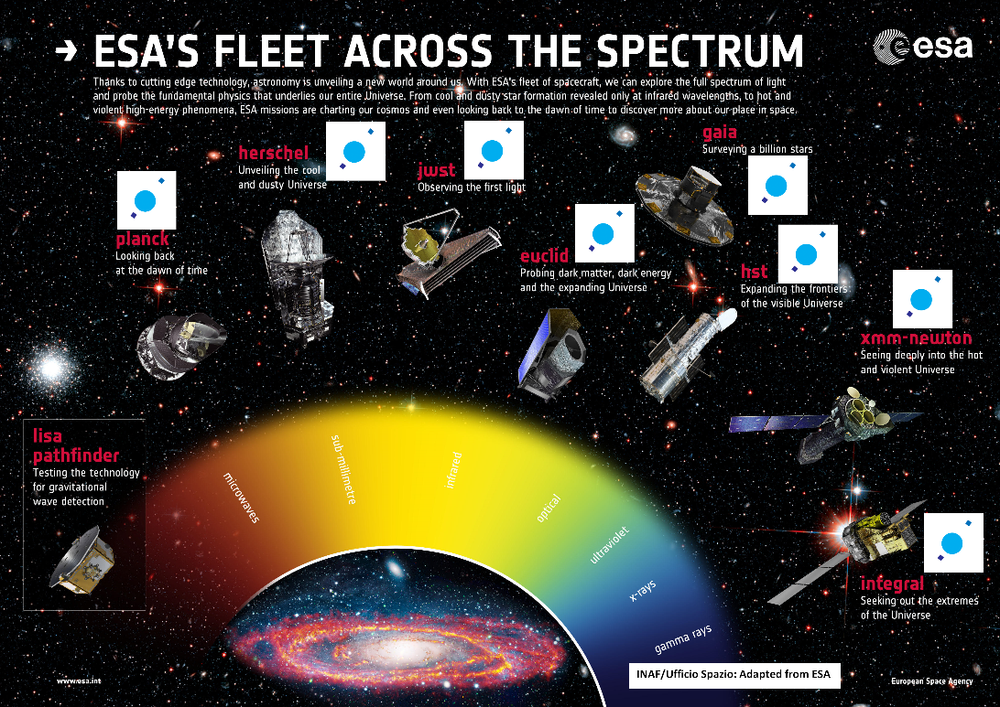 → ESA'S FLEET ACROSS THE SPECTRUM
esa
Thanks to cutting edge technology, astronomy is unveiling a new world around us. With ESA's fleet of spacecraft, we can explore the full spectrum of light
and probe the fundamental physics that underlies our entire Universe. From cool and dusty star formation revealed only at infrared wavelengths, to hot and
violent high-energy phenomena, ESA missions are charting our cosmos and even looking back to the dawn of time to discover more about our place in space.
herschel
Unveiling the cool
and dusty Universe
jwst
Observing the first light
gaia
Surveying a billion stars
planck
Looking back
at the dawn of time
euclid
Probing dark matter, dark energy
and the expanding Universe
hst
Expanding the frontiers
of the visible Universe
xmm-newton
Seeing deeply into the hot
and violent Universe
lisa
pathfinder
Testing the technology
for gravitational
wave detection
microwaves
sub-millimetre
infrared
optical
ultraviolet
x-rays
gamma rays
integral
Seeking out the extremes
of the Universe
www.esa.int
INAF/Ufficio Spazio: Adapted from ESA
European Space Agency